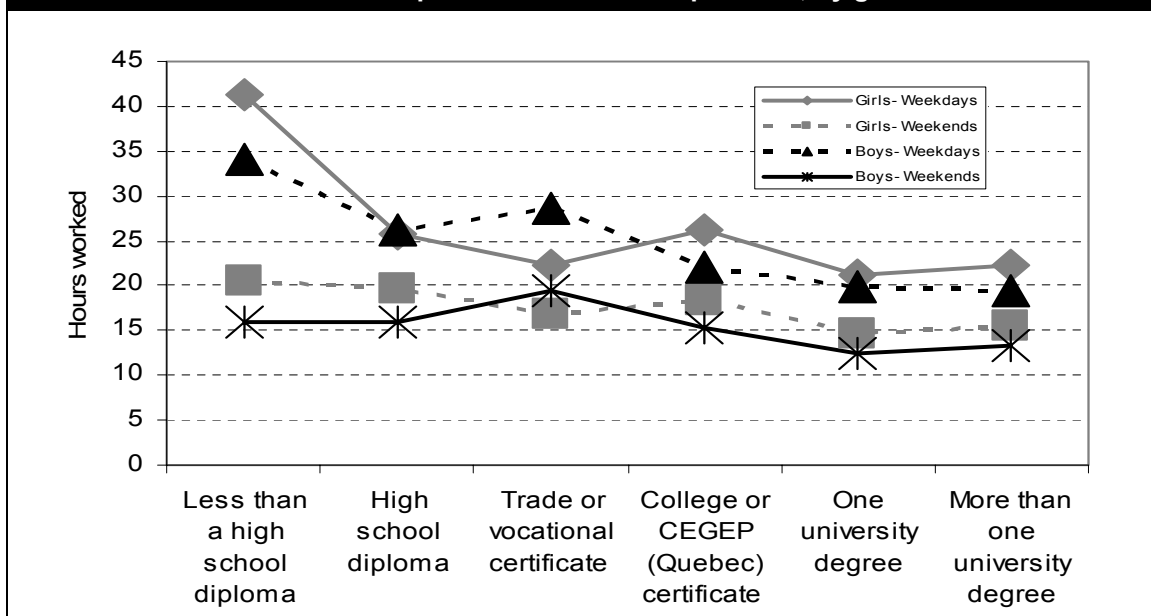 45
40
35
30
25
20
15
10
5
0
Hours worked
Girls- Weekdays
Girls- Weekends
Boys- Weekdays
Boys- Weekends
Less than
a high
school
diploma
High
school
diploma
Trade or
vocational
certificate
College or
CEGEP
(Quebec)
certificate
One
university
degree
More than
one
university
degree